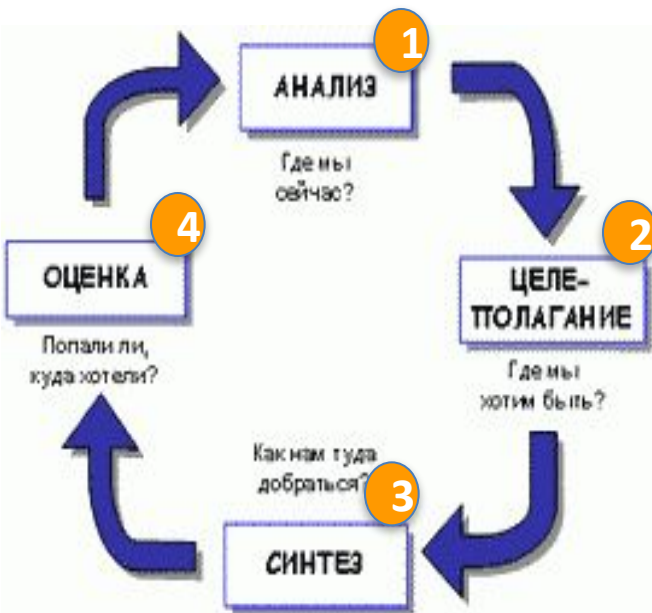 1
АНАЛИЗ
Где мы
сейчас?
2
ЦЕЛЕ-
ПОЛАГАНИЕ
Где мы
хотим быть?
Как нам туда
добраться?
3
СИНТЕЗ
4
ОЦЕНКА
Попали ли,
куда хотели?